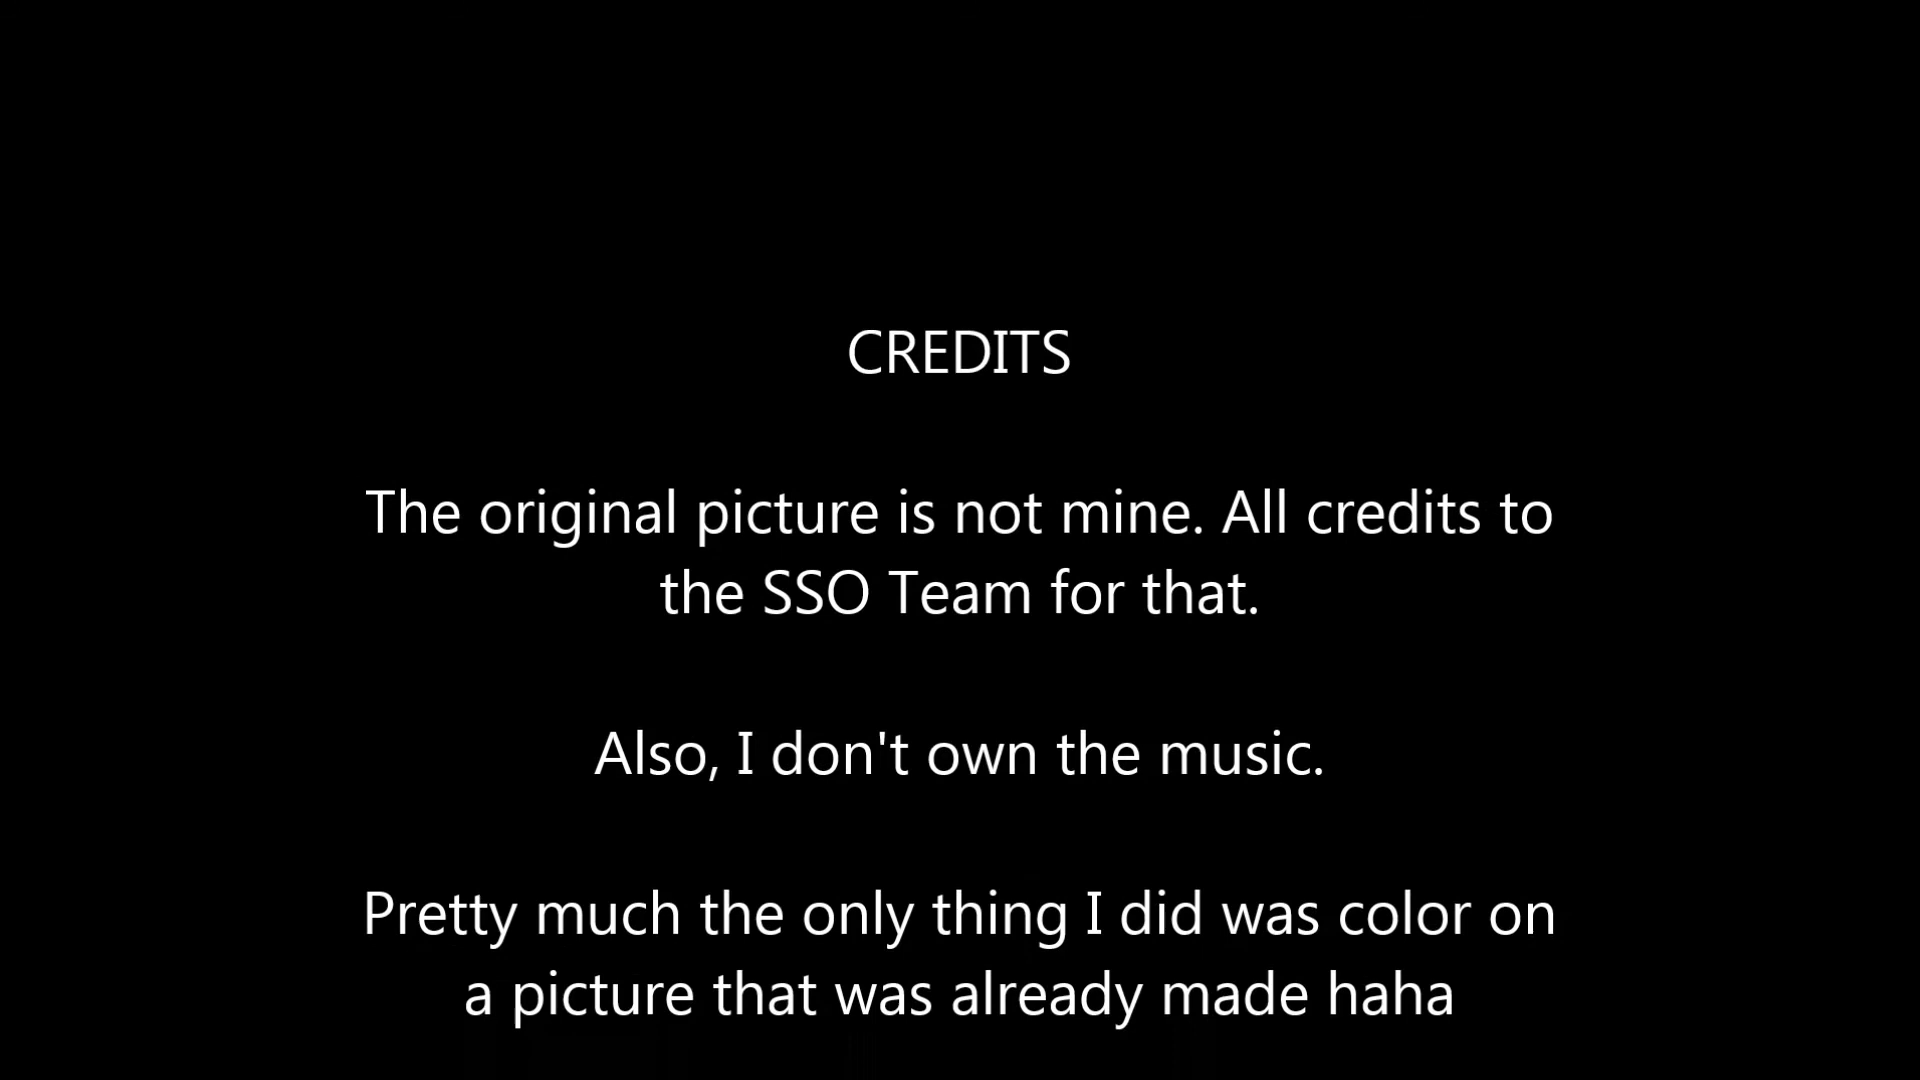 CREDITS
The original picture is not mine. All credits to
the SSO Team for that.
Also, I don't own the music.
Pretty much the only thing I did was color on
a picture that was already made haha